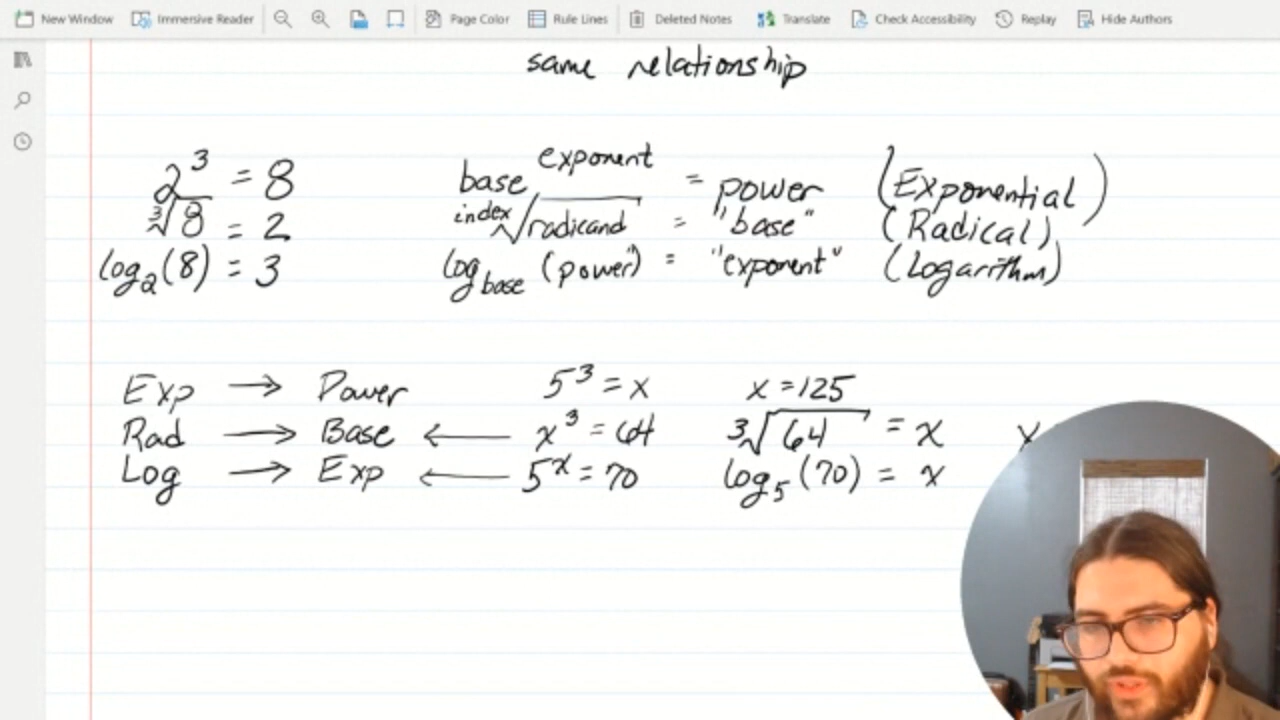 New Window Immersive Reader Page Color Rule Lines Deleted Notes Translate Check Accessibility Replay Hide Authors
same relationship
2^3 = 8 base^exponent = power (Exponential)
∛8 = 2 index√radicand = "base" (Radical)
log_2(8) = 3 log_base (power") = "exponent" (Logarithm)
Exp → Power 5^3 = x x = 125
Rad → Base ← x^3 = 64 3√64 = x x
Log → Exp ← 5^x = 70 log_5(70) = x